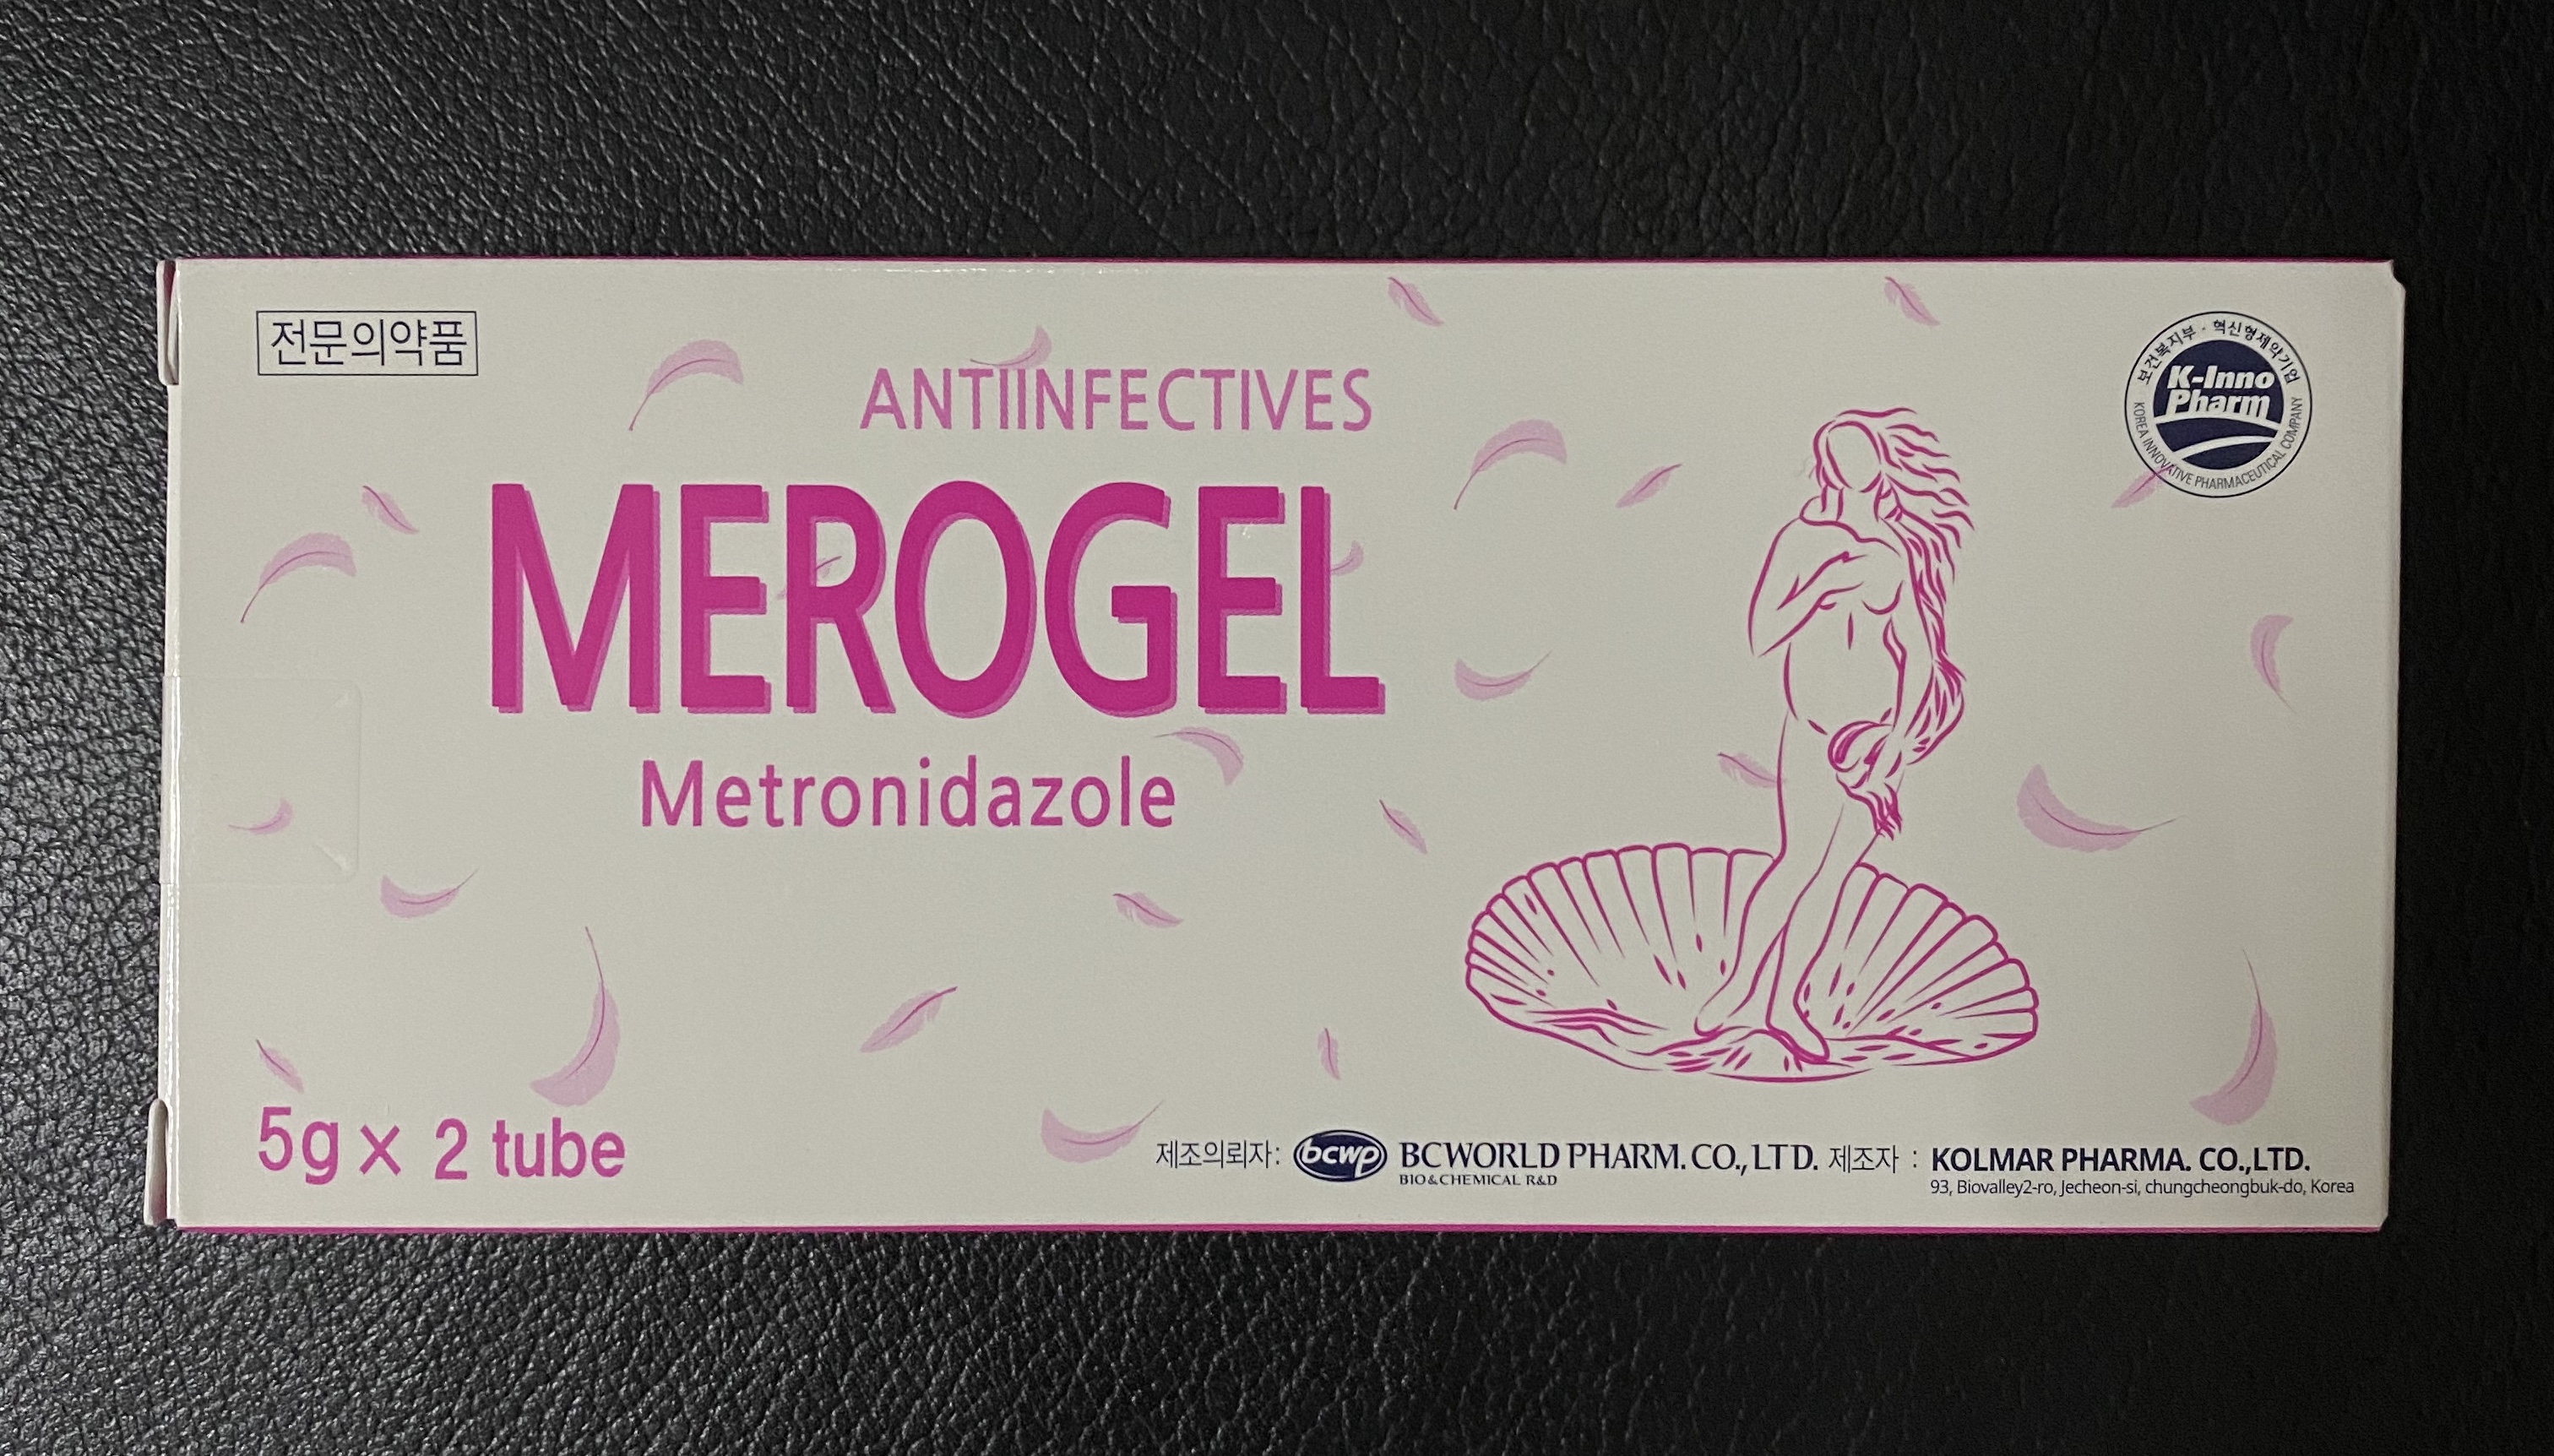 전문의약품
보건복지부 · 혁신형제약기업
K-Inno
Pharm
KOREA INNOVATIVE PHARMACEUTICAL COMPANY
ANTIINFECTIVES
MEROGEL
Metronidazole
5g x 2 tube
제조의뢰자: bcwp BCWORLD PHARM. CO., LTD. 제조자 : KOLMAR PHARMA. CO.,LTD.
BIO&CHEMICAL R&D
93, Biovalley2-ro, Jecheon-si, chungcheongbuk-do, Korea